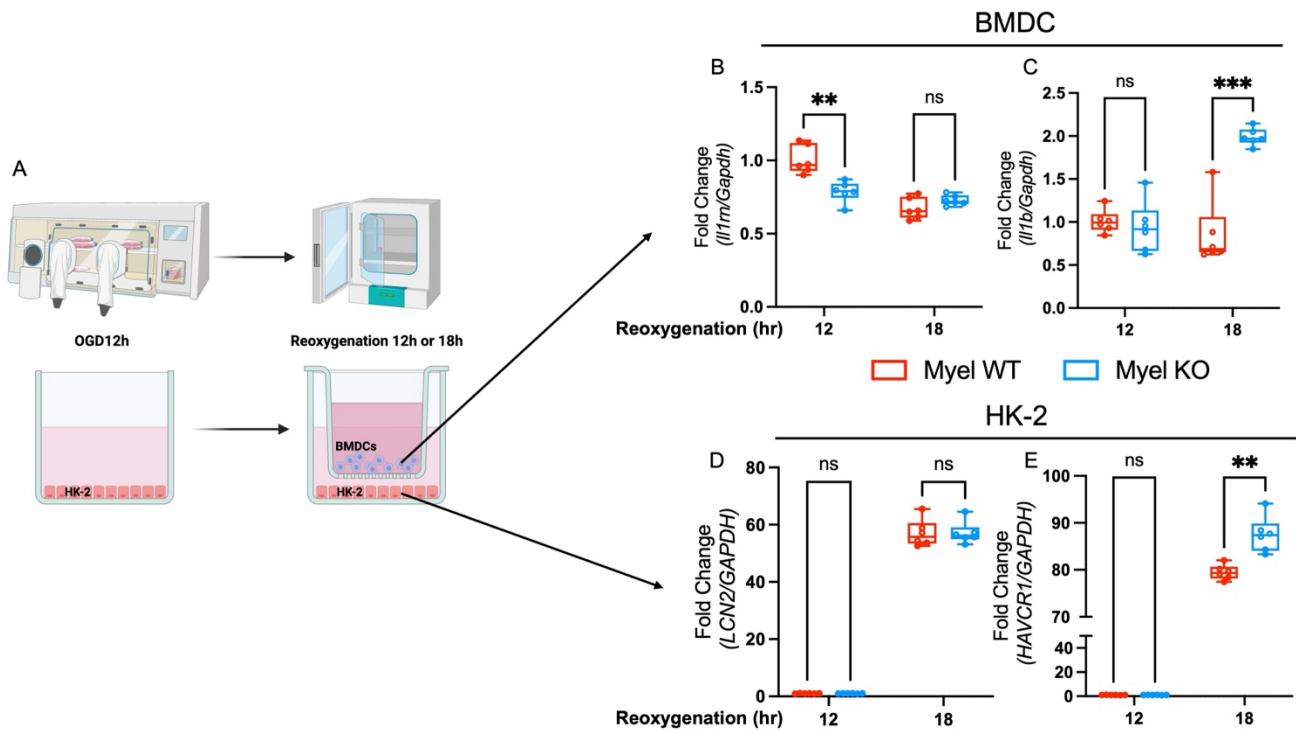 BMDC
A
OGD12h
Reoxygenation 12h or 18h
HK-2
BMDCs
HK-2
B
Fold Change
(Il1rn/Gapdh)
1.5
1.0
0.5
0.0
**
ns
Reoxygenation (hr)
12
18
C
Fold Change
(Il1b/Gapdh)
2.5
2.0
1.5
1.0
0.5
0.0
ns
***
12
18
Myel WT
Myel KO
HK-2
D
Fold Change
(LCN2/GAPDH)
80
60
40
20
0
ns
ns
Reoxygenation (hr)
12
18
E
Fold Change
(HAVCR1/GAPDH)
100
90
80
70
60
40
20
0
ns
**
12
18